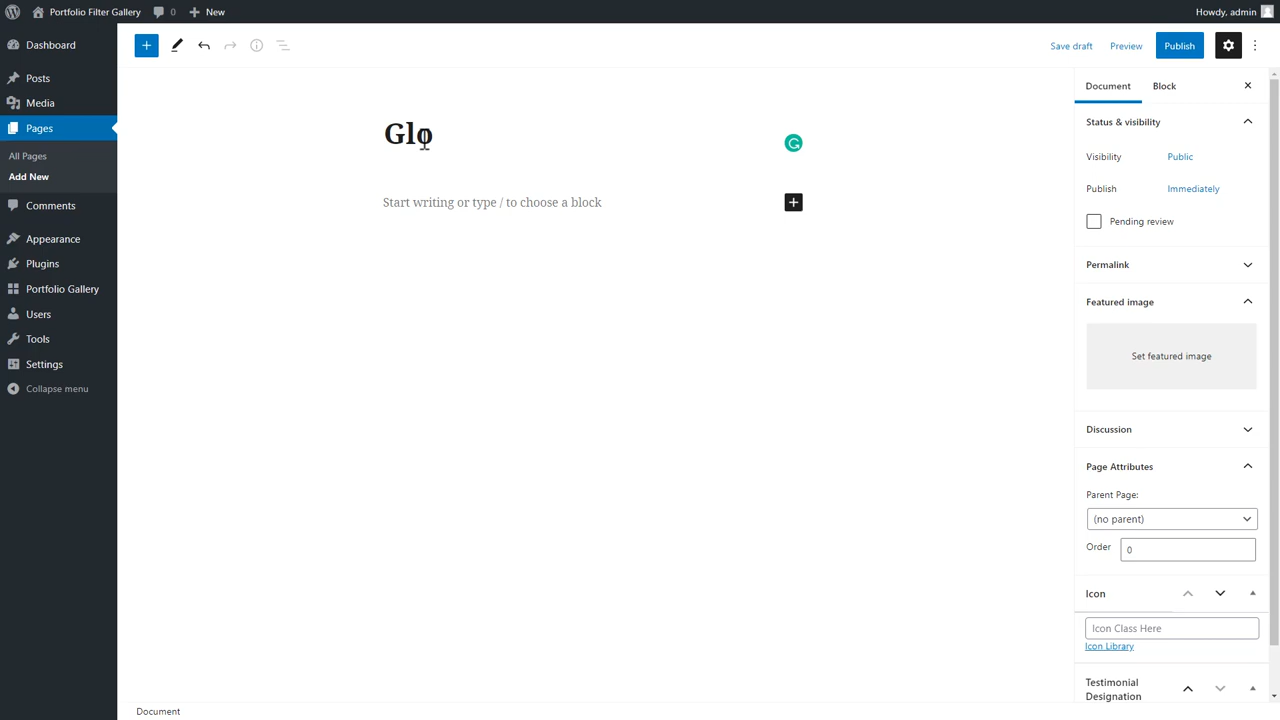 Portfolio Filter Gallery
0
New
Howdy, admin
Dashboard
Posts
Media
Pages
All Pages
Add New
Comments
Appearance
Plugins
Portfolio Gallery
Users
Tools
Settings
Collapse menu
Save draft
Preview
Publish
Glo
Start writing or type / to choose a block
Document
Block
Status & visibility
Visibility
Public
Publish
Immediately
Pending review
Permalink
Featured image
Set featured image
Discussion
Page Attributes
Parent Page:
(no parent)
Order
0
Icon
Icon Class Here
Icon Library
Testimonial
Designation
Document